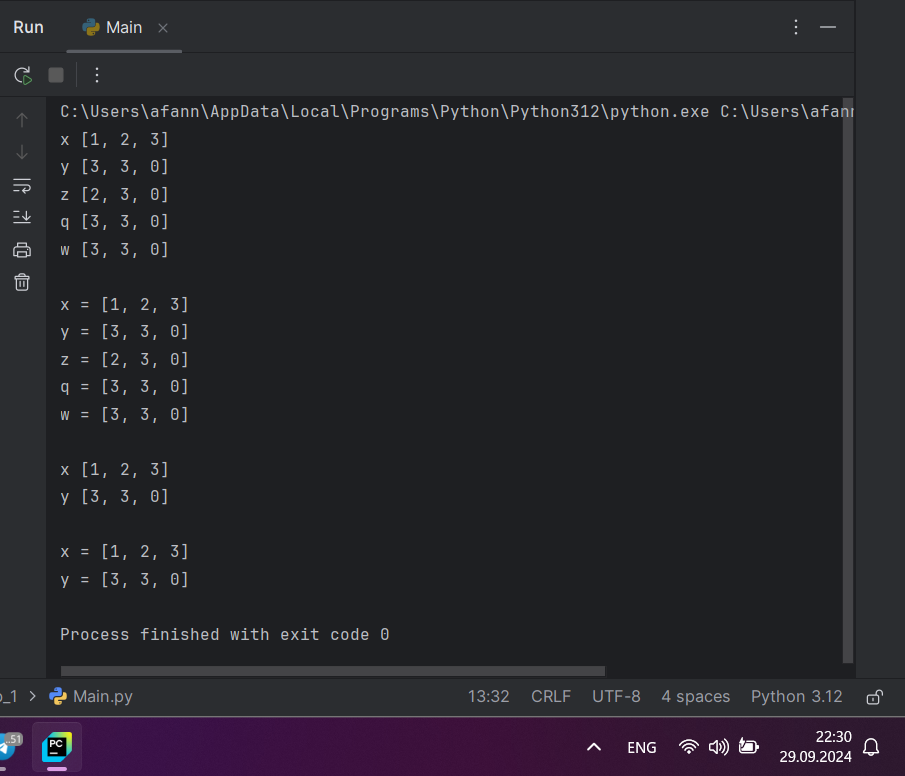 Run Main
C:\Users\afann\AppData\Local\Programs\Python\Python312\python.exe C:\Users\afann
x [1, 2, 3]
y [3, 3, 0]
z [2, 3, 0]
q [3, 3, 0]
w [3, 3, 0]
x = [1, 2, 3]
y = [3, 3, 0]
z = [2, 3, 0]
q = [3, 3, 0]
w = [3, 3, 0]
x [1, 2, 3]
y [3, 3, 0]
x = [1, 2, 3]
y = [3, 3, 0]
Process finished with exit code 0
_1 > Main.py 13:32 CRLF UTF-8 4 spaces Python 3.12
..51 PC ENG 22:30
29.09.2024